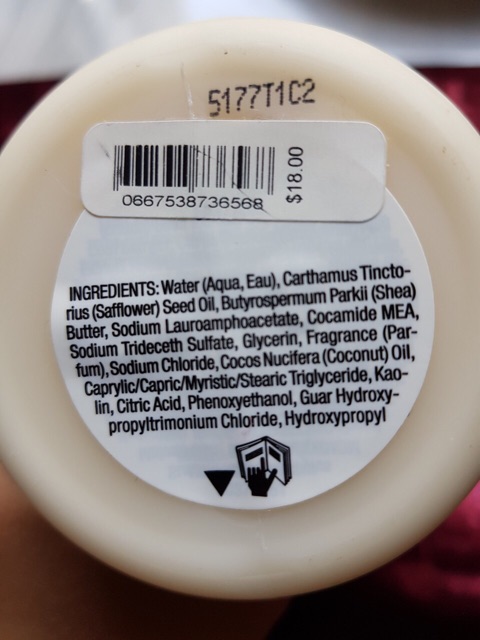 5177T1C2
0667538736568
$18.00
INGREDIENTS: Water (Aqua, Eau), Carthamus Tincto-
rius (Safflower) Seed Oil, Butyrospermum Parkii (Shea)
Butter, Sodium Lauroamphoacetate, Cocamide MEA,
Sodium Trideceth Sulfate, Glycerin, Fragrance (Par-
fum), Sodium Chloride, Cocos Nucifera (Coconut) Oil,
Caprylic/Capric/Myristic/Stearic Triglyceride, Kao-
lin, Citric Acid, Phenoxyethanol, Guar Hydroxy-
propyltrimonium Chloride, Hydroxypropyl